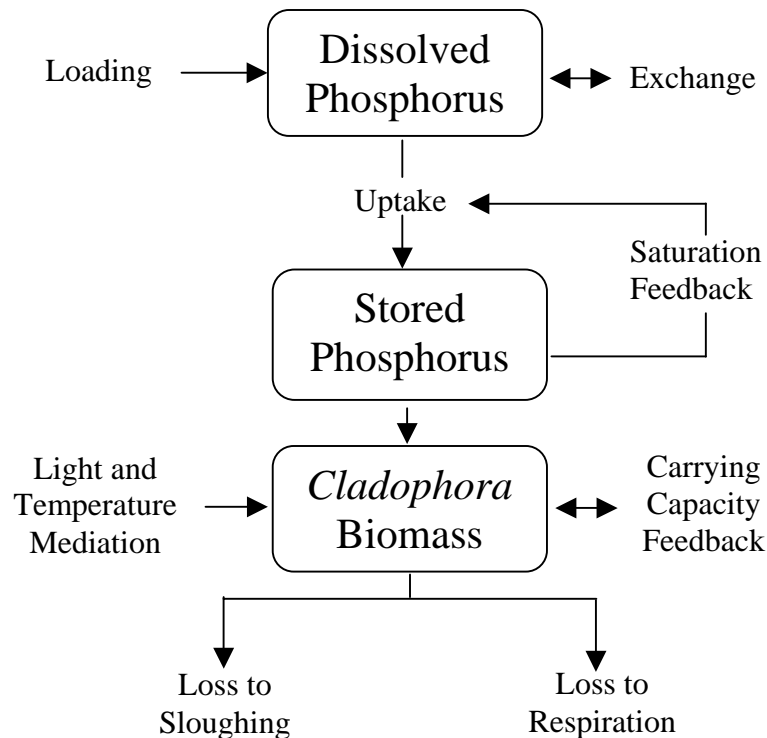 Dissolved
Phosphorus
Loading
Exchange
Uptake
Saturation
Feedback
Stored
Phosphorus
Light and
Temperature
Mediation
Cladophora
Biomass
Carrying
Capacity
Feedback
Loss to
Sloughing
Loss to
Respiration